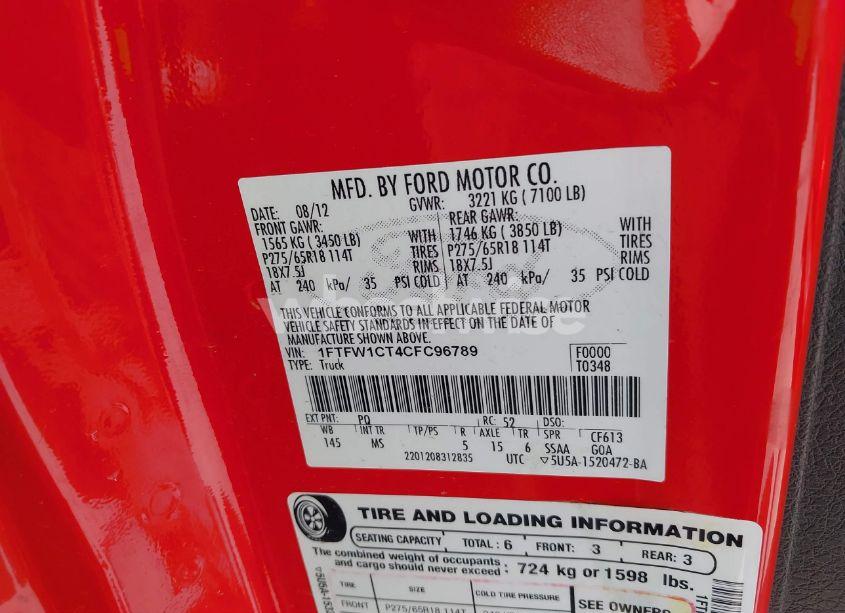 MFD. BY FORD MOTOR CO.
DATE: 08/12 GVWR: 3221 KG ( 7100 LB)
FRONT GAWR: REAR GAWR:
1565 KG ( 3450 LB) WITH 1746 KG ( 3850 LB) WITH
P275/65R18 114T TIRES P275/65R18 114T TIRES
18X7.5J RIMS 18X7.5J RIMS
AT 240 kPa/ 35 PSI COLD AT 240 kPa/ 35 PSI COLD
THIS VEHICLE CONFORMS TO ALL APPLICABLE FEDERAL MOTOR
VEHICLE SAFETY STANDARDS IN EFFECT ON THE DATE OF
MANUFACTURE SHOWN ABOVE.
VIN: 1FTFW1CT4CFC96789 F0000
TYPE: Truck T0348
EXT PNT: PQ RC: 52 DSO:
WB INT TR TP/PS R AXLE TR SPR CF613
145 MS 5 15 6 SSAA GOA
2201208312835 UTC ▽5U5A-1520472-BA
TIRE AND LOADING INFORMATION
SEATING CAPACITY TOTAL: 6 FRONT: 3 REAR: 3
The combined weight of occupants
and cargo should never exceed: 724 kg or 1598 lbs.
TIRE SIZE COLD TIRE PRESSURE SEE OWNERS
FRONT P275/65R18 114T